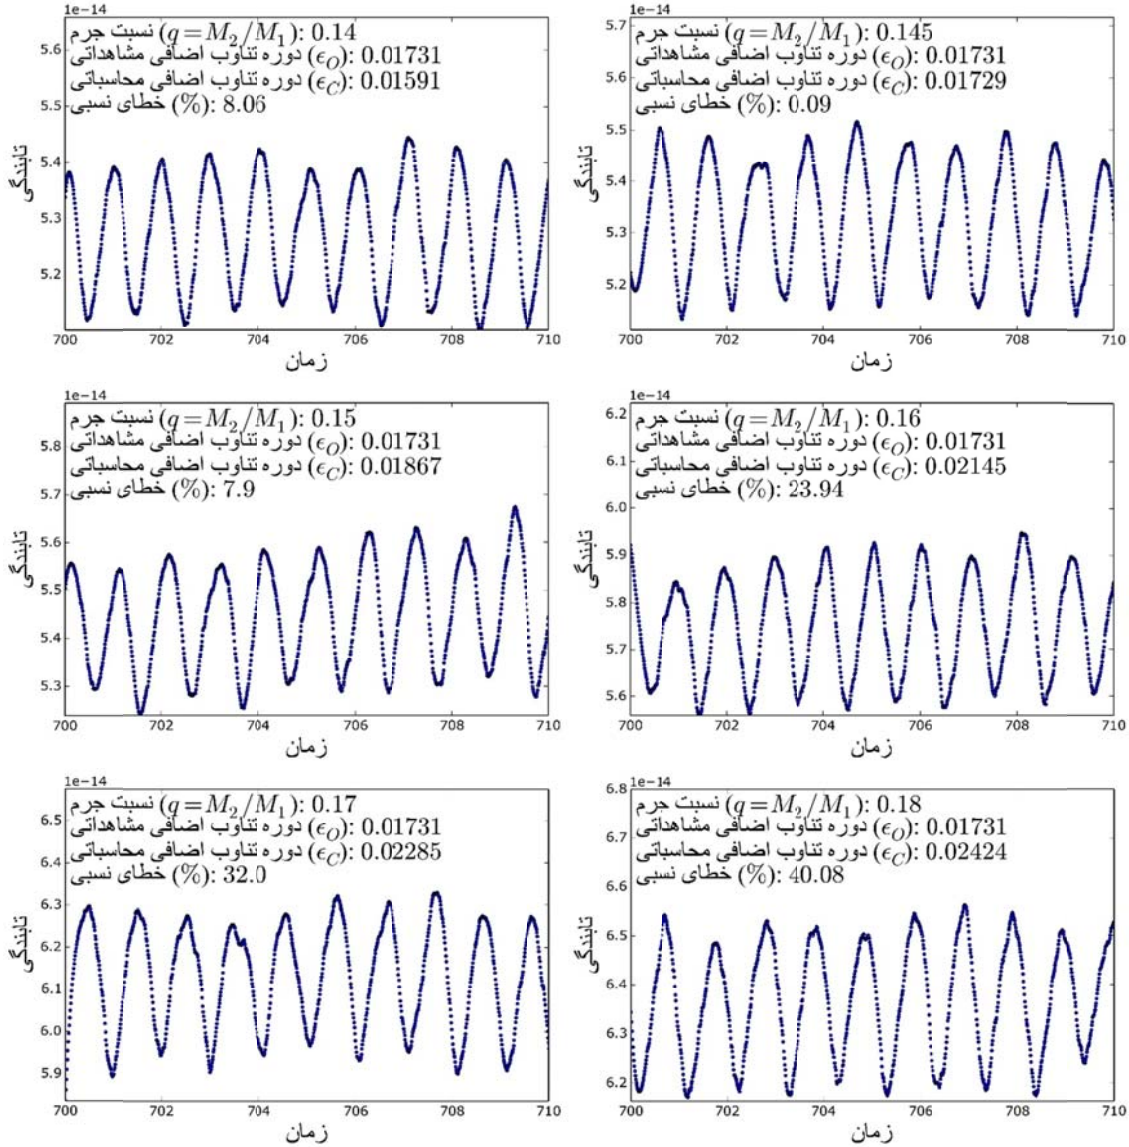 1e−14
نسبت جرم (q = M₂/M₁): 0.14
دوره تناوب اضافی مشاهداتی (ϵ_O): 0.01731
دوره تناوب اضافی محاسباتی (ϵ_C): 0.01591
خطای نسبی (%): 8.06
5.6
5.5
5.4
5.3
5.2
تابندگی
700 702 704 706 708 710
زمان
1e−14
نسبت جرم (q = M₂/M₁): 0.145
دوره تناوب اضافی مشاهداتی (ϵ_O): 0.01731
دوره تناوب اضافی محاسباتی (ϵ_C): 0.01729
خطای نسبی (%): 0.09
5.7
5.6
5.5
5.4
5.3
5.2
تابندگی
700 702 704 706 708 710
زمان
1e−14
نسبت جرم (q = M₂/M₁): 0.15
دوره تناوب اضافی مشاهداتی (ϵ_O): 0.01731
دوره تناوب اضافی محاسباتی (ϵ_C): 0.01867
خطای نسبی (%): 7.9
5.8
5.7
5.6
5.5
5.4
5.3
تابندگی
700 702 704 706 708 710
زمان
1e−14
نسبت جرم (q = M₂/M₁): 0.16
دوره تناوب اضافی مشاهداتی (ϵ_O): 0.01731
دوره تناوب اضافی محاسباتی (ϵ_C): 0.02145
خطای نسبی (%): 23.94
6.2
6.1
6.0
5.9
5.8
5.7
5.6
تابندگی
700 702 704 706 708 710
زمان
1e−14
نسبت جرم (q = M₂/M₁): 0.17
دوره تناوب اضافی مشاهداتی (ϵ_O): 0.01731
دوره تناوب اضافی محاسباتی (ϵ_C): 0.02285
خطای نسبی (%): 32.0
6.5
6.4
6.3
6.2
6.1
6.0
5.9
تابندگی
700 702 704 706 708 710
زمان
1e−14
نسبت جرم (q = M₂/M₁): 0.18
دوره تناوب اضافی مشاهداتی (ϵ_O): 0.01731
دوره تناوب اضافی محاسباتی (ϵ_C): 0.02424
خطای نسبی (%): 40.08
6.8
6.7
6.6
6.5
6.4
6.3
6.2
تابندگی
700 702 704 706 708 710
زمان